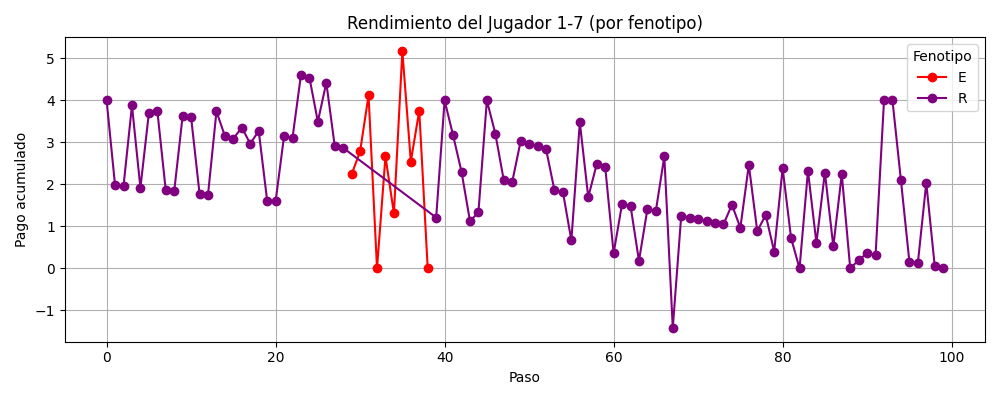 Rendimiento del Jugador 1-7 (por fenotipo)
Pago acumulado
5
4
3
2
1
0
−1
0 20 40 60 80 100
Paso
Fenotipo
E
R